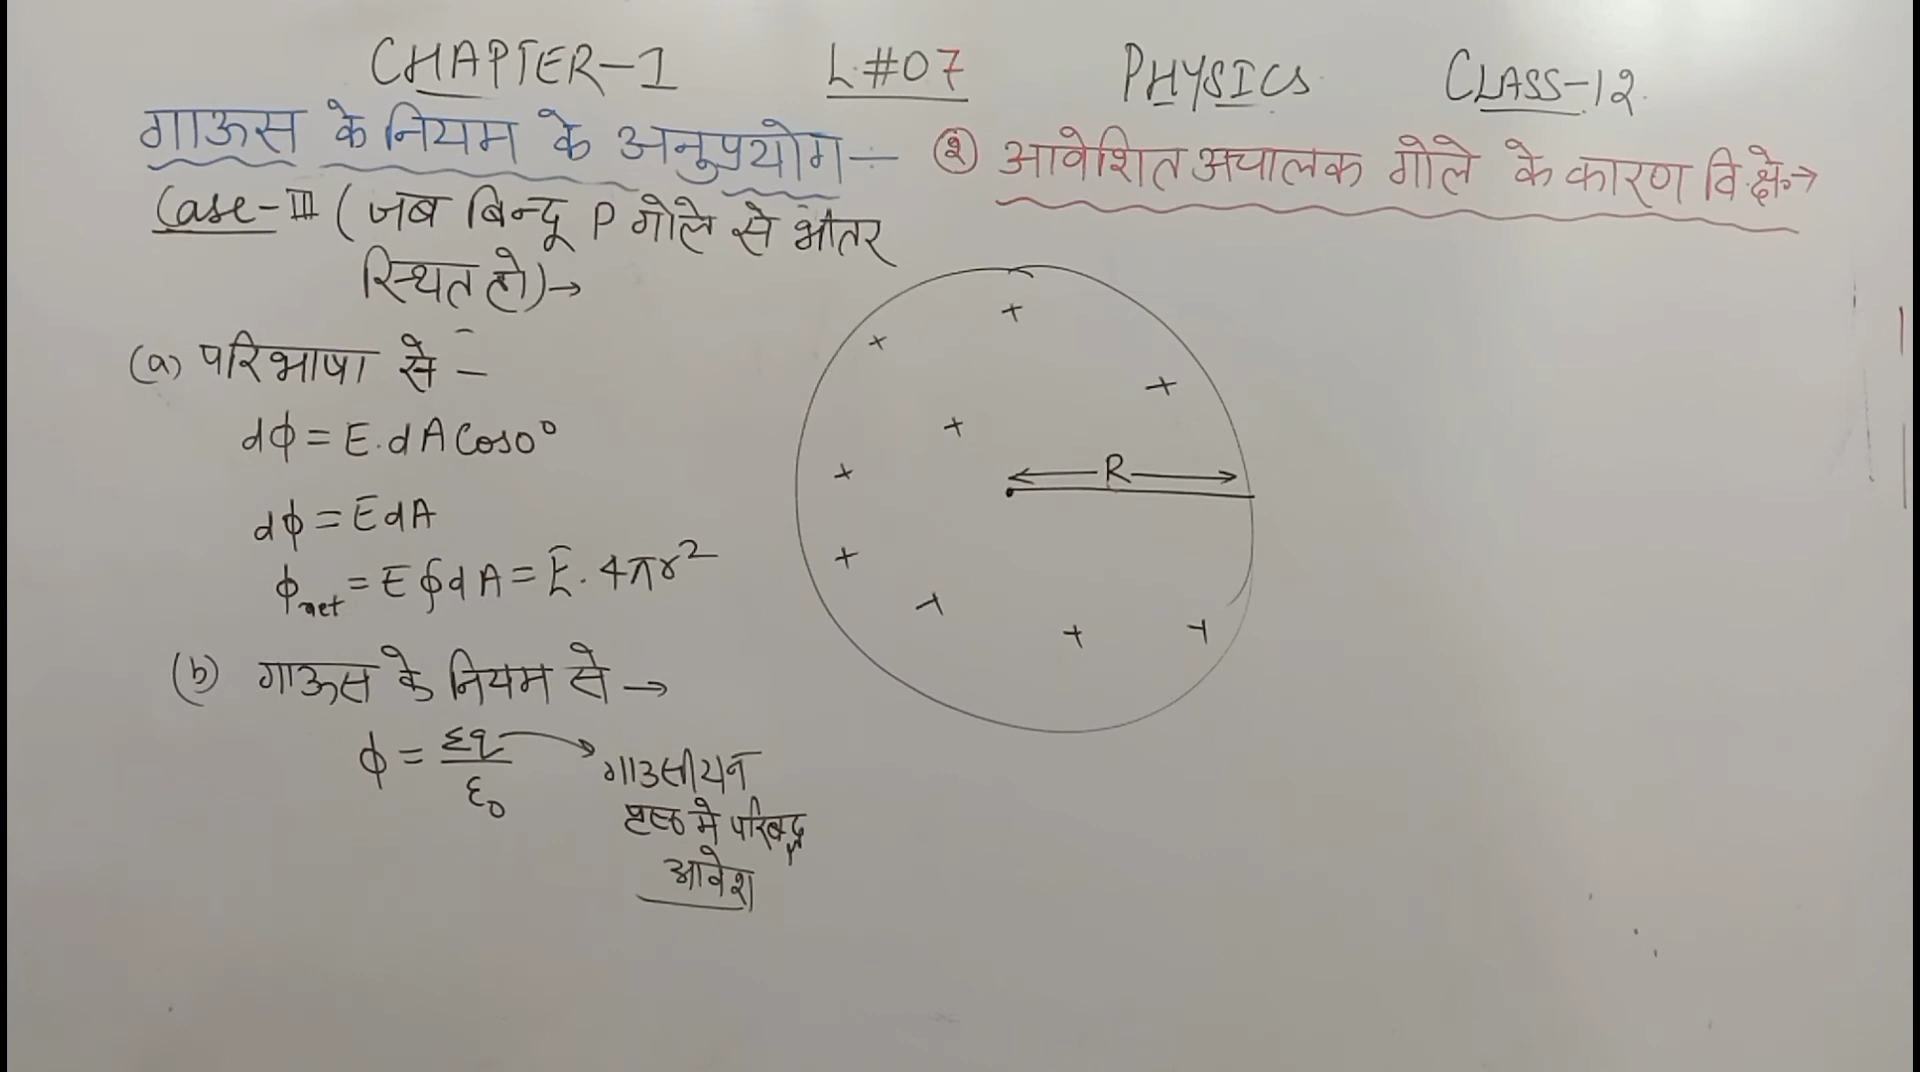 CHAPTER-1 L.#07 PHYSICS CLASS-12.
गाऊस के नियम के अनुप्रयोग- ② आवेशित अचालक गोले के कारण वि.क्षे.→
Case-III (जब बिन्दू P गोले से भीतर
स्थित हो)→
(a) परिभाषा से -
dϕ = E.dA Cos0°
dϕ = EdA
ϕnet = E∮dA = E.4πr²
(b) गाऊस के नियम से →
ϕ = Σq/ε₀ → गाउसीयन
पृष्ठ मे परिबद्ध
आवेश
+
+
+
+
R
+
+
+
+
+